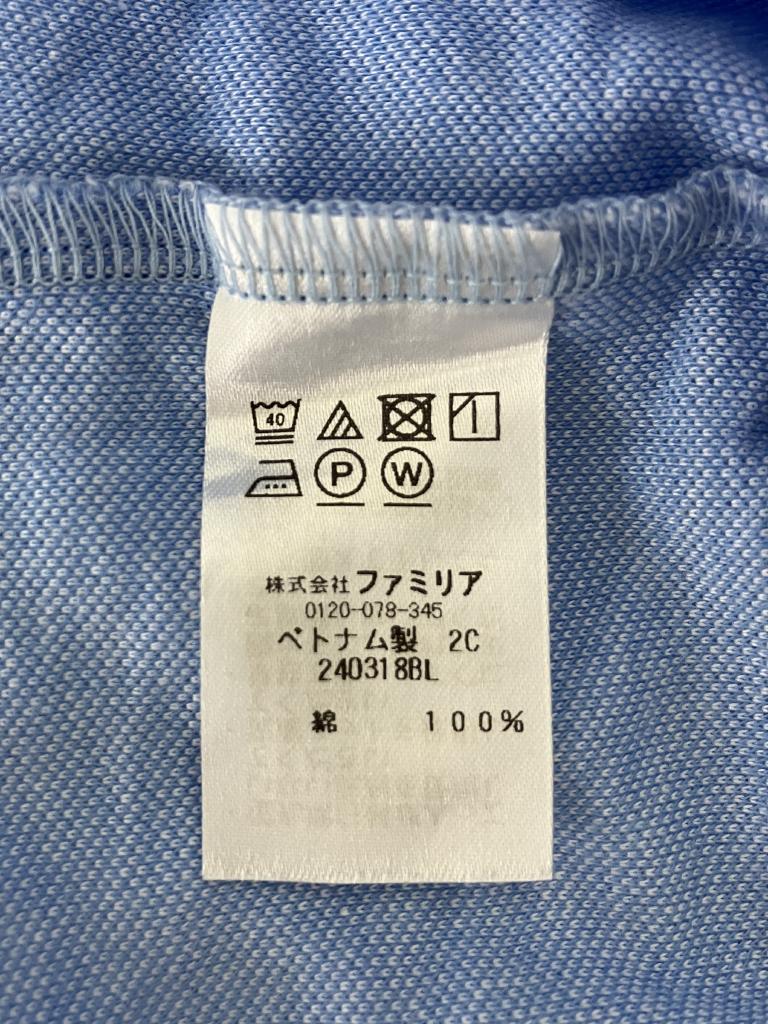 40
P W
株式会社 ファミリア
0120-078-345
ベトナム製 2C
240318BL
綿 100%